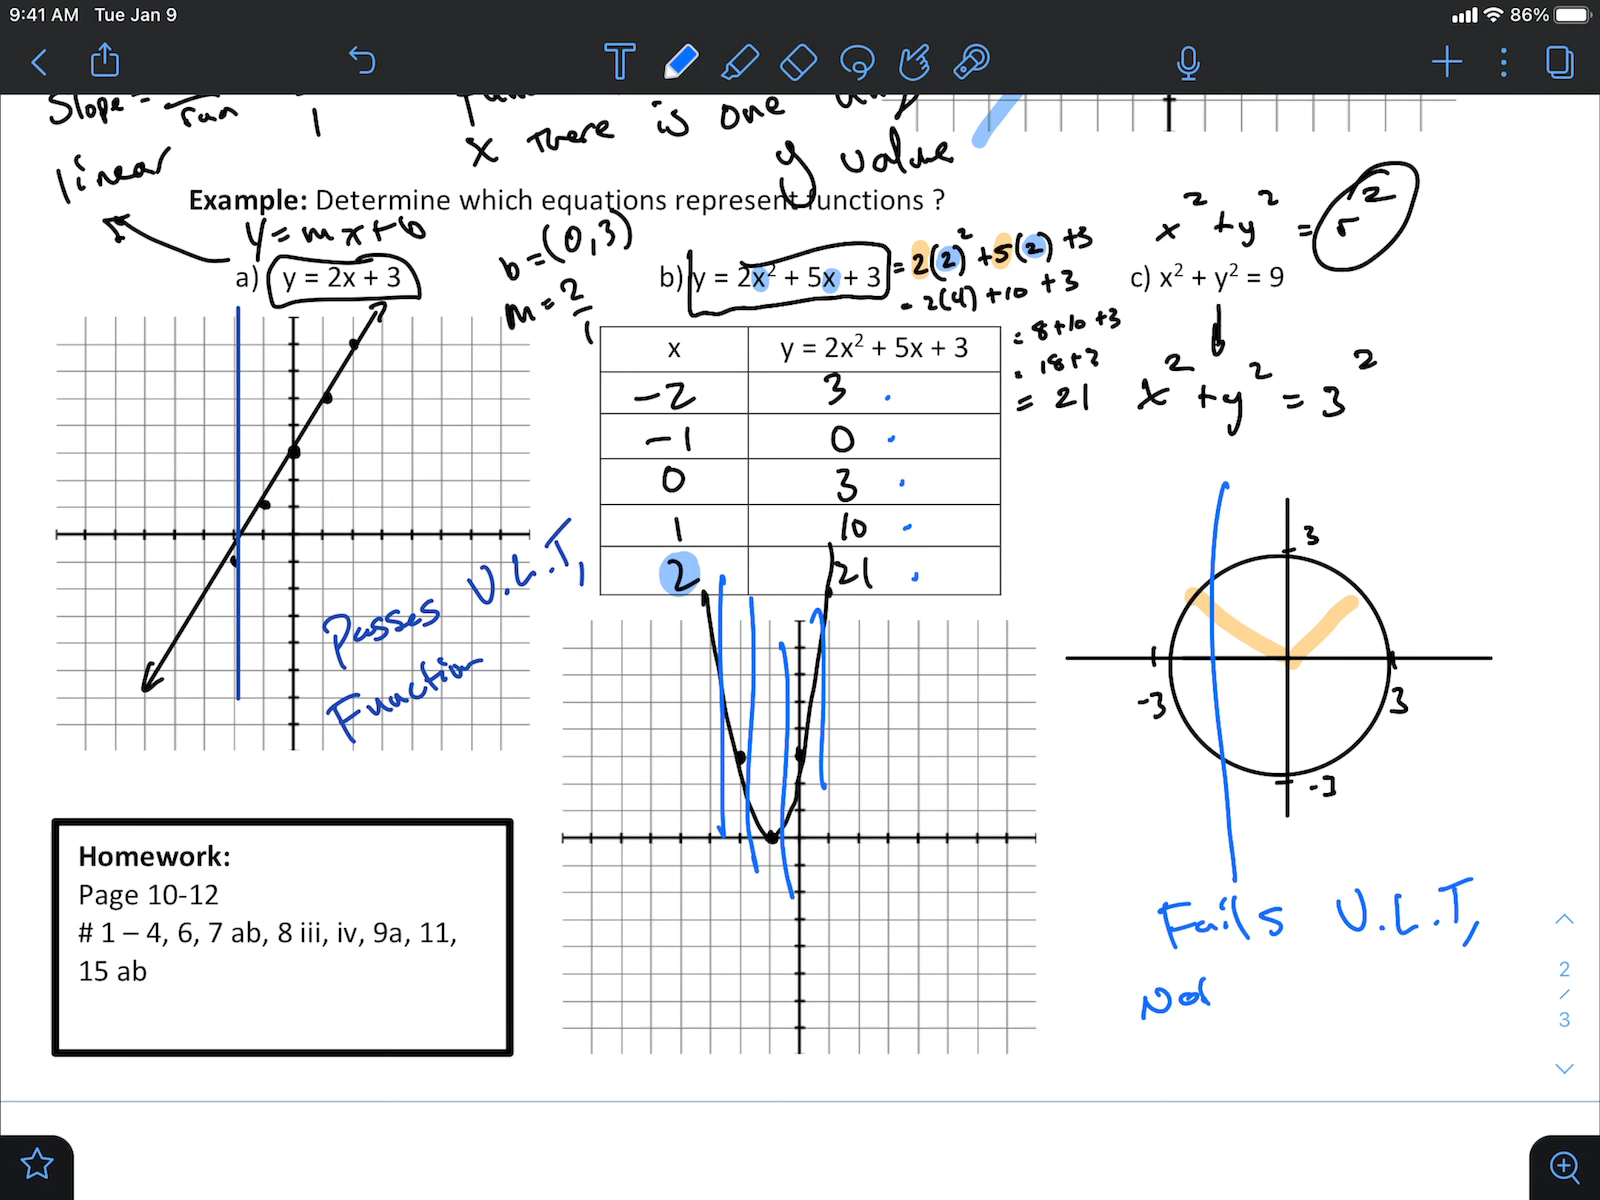 9:41 AM Tue Jan 9
86%
Slope = run
1
x there is one
y value
linear
Example: Determine which equations represent functions ?
y = mx+b
b = (0,3)
m = 2
1
a) y = 2x + 3
b) y = 2x² + 5x + 3
= 2(2)² + 5(2) + 3
= 2(4) + 10 + 3
= 8+10+3
= 18+3
= 21
x² + y² = r²
c) x² + y² = 9
x² + y² = 3²
x y = 2x² + 5x + 3
-2 3
-1 0
0 3
1 10
2 21
Passes V.L.T,
Function
3
-3 3
-3
Fails V.L.T,
Not
Homework:
Page 10-12
# 1 – 4, 6, 7 ab, 8 iii, iv, 9a, 11,
15 ab
2
/
3